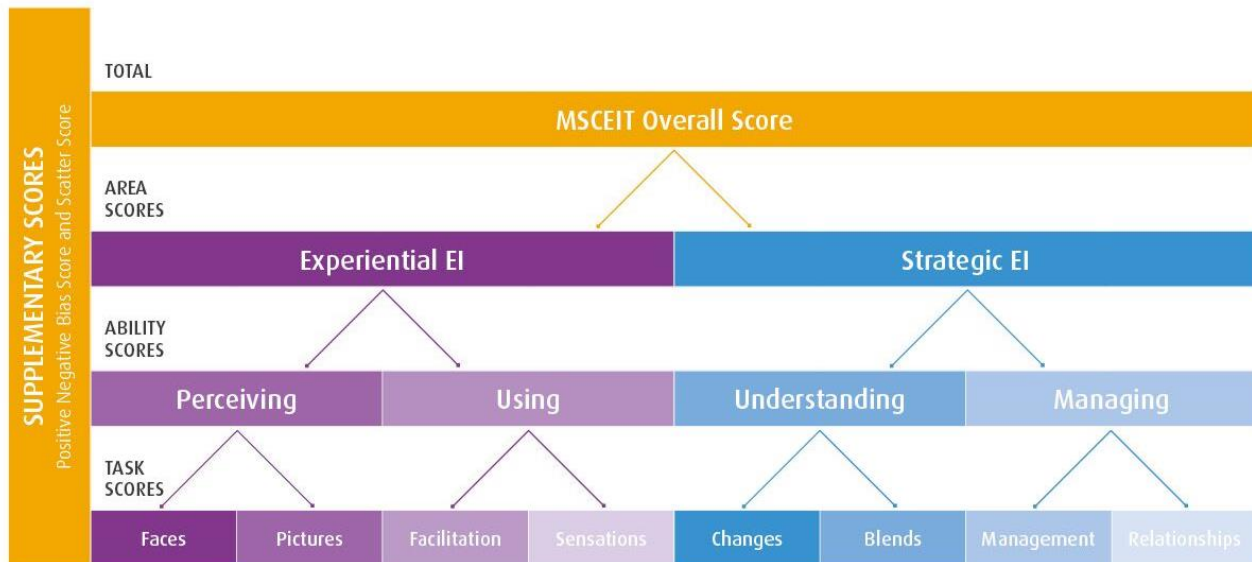 SUPPLEMENTARY SCORES
Positive Negative Bias Score and Scatter Score
TOTAL
MSCEIT Overall Score
AREA
SCORES
Experiential EI
Strategic EI
ABILITY
SCORES
Perceiving
Using
Understanding
Managing
TASK
SCORES
Faces
Pictures
Facilitation
Sensations
Changes
Blends
Management
Relationships